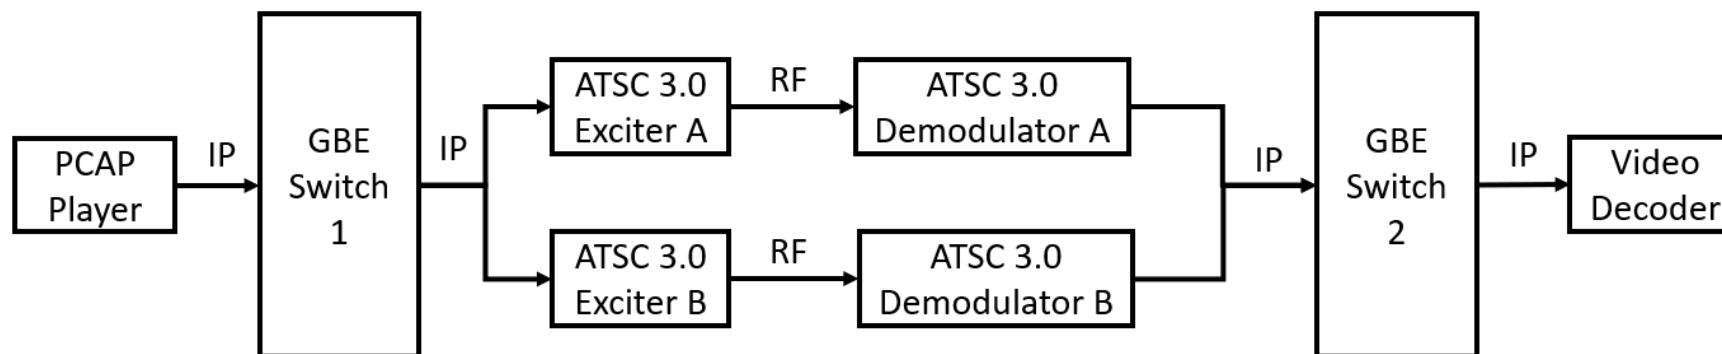 PCAP
Player
IP
GBE
Switch
1
IP
ATSC 3.0
Exciter A
RF
ATSC 3.0
Demodulator A
ATSC 3.0
Exciter B
RF
ATSC 3.0
Demodulator B
IP
GBE
Switch
2
IP
Video
Decoder